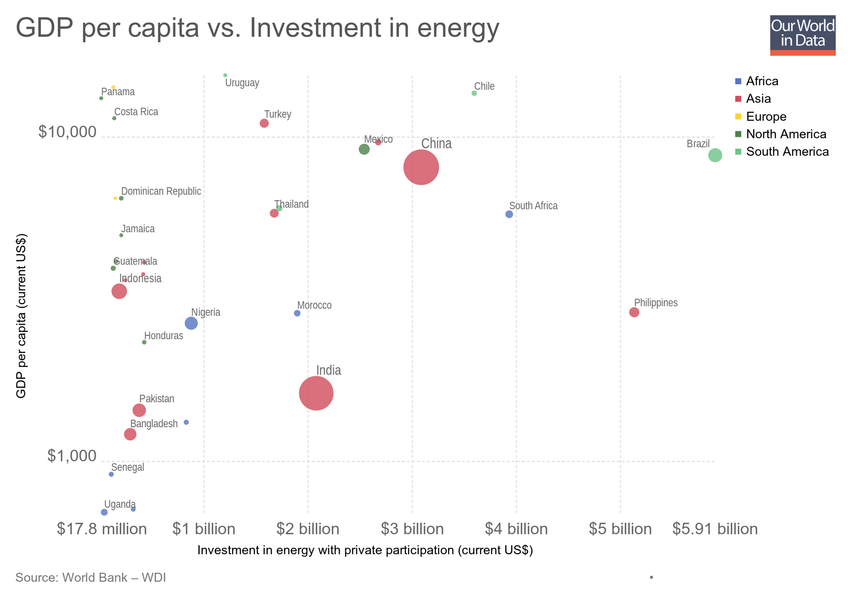 GDP per capita vs. Investment in energy
Our World
in Data
Africa
Asia
Europe
North America
South America
Uruguay
Chile
Panama
Costa Rica
Turkey
$10,000
Mexico
China
Brazil
Dominican Republic
Thailand
South Africa
Jamaica
Guatemala
Indonesia
Nigeria
Morocco
Philippines
Honduras
India
Pakistan
Bangladesh
$1,000
Senegal
Uganda
GDP per capita (current US$)
$17.8 million
$1 billion
$2 billion
$3 billion
$4 billion
$5 billion
$5.91 billion
Investment in energy with private participation (current US$)
Source: World Bank – WDI